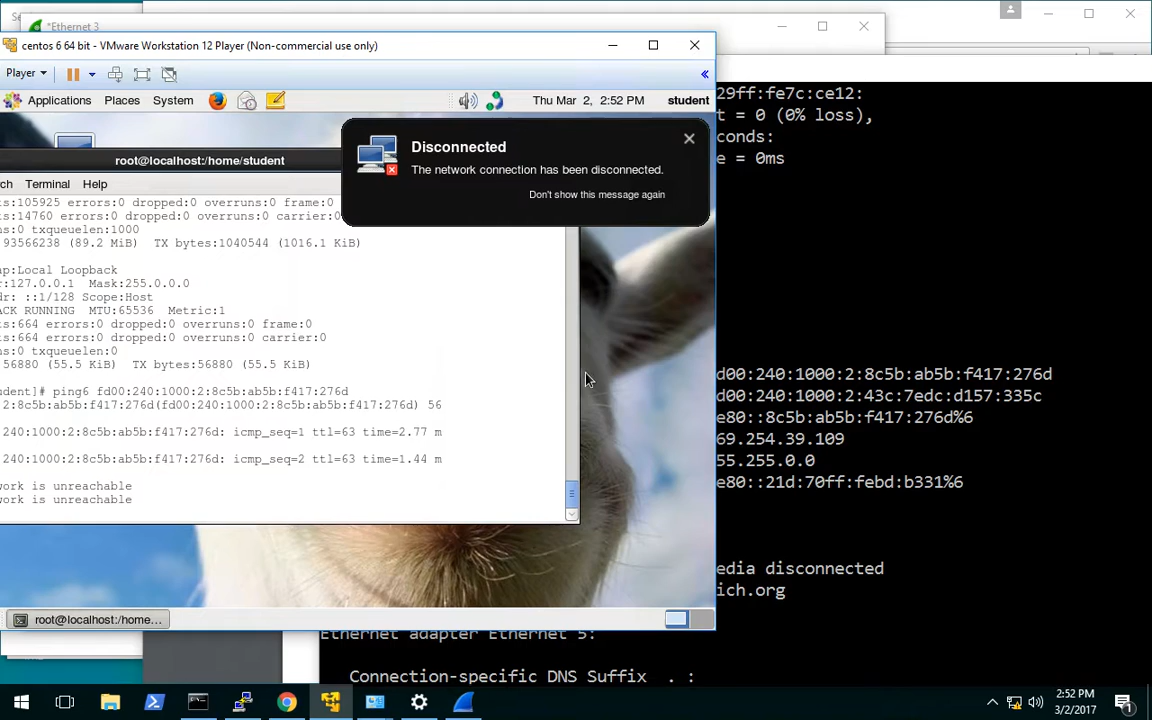 Se
*Ethernet 3
centos 6 64 bit - VMware Workstation 12 Player (Non-commercial use only)
Player
Applications Places System Thu Mar 2, 2:52 PM student
Disconnected
The network connection has been disconnected.
Don't show this message again
root@localhost:/home/student
ch Terminal Help
ts:105925 errors:0 dropped:0 overruns:0 frame:0
ts:14760 errors:0 dropped:0 overruns:0 carrier:0
ns:0 txqueuelen:1000
93566238 (89.2 MiB) TX bytes:1040544 (1016.1 KiB)
ap:Local Loopback
r:127.0.0.1 Mask:255.0.0.0
dr: ::1/128 Scope:Host
ACK RUNNING MTU:65536 Metric:1
ts:664 errors:0 dropped:0 overruns:0 frame:0
ts:664 errors:0 dropped:0 overruns:0 carrier:0
ns:0 txqueuelen:0
56880 (55.5 KiB) TX bytes:56880 (55.5 KiB)
udent]# ping6 fd00:240:1000:2:8c5b:ab5b:f417:276d
2:8c5b:ab5b:f417:276d(fd00:240:1000:2:8c5b:ab5b:f417:276d) 56
240:1000:2:8c5b:ab5b:f417:276d: icmp_seq=1 ttl=63 time=2.77 m
240:1000:2:8c5b:ab5b:f417:276d: icmp_seq=2 ttl=63 time=1.44 m
work is unreachable
work is unreachable
root@localhost:/home...
29ff:fe7c:ce12:
t = 0 (0% loss),
conds:
e = 0ms
d00:240:1000:2:8c5b:ab5b:f417:276d
d00:240:1000:2:43c:7edc:d157:335c
e80::8c5b:ab5b:f417:276d%6
69.254.39.109
55.255.0.0
e80::21d:70ff:febd:b331%6
edia disconnected
ich.org
Ethernet adapter Ethernet 5:
Connection-specific DNS Suffix . :
2:52 PM
3/2/2017
1